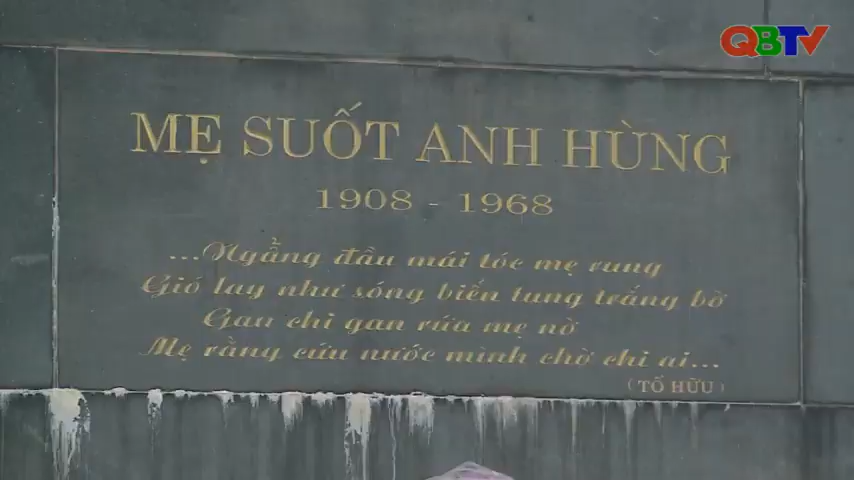 QBTV
MẸ SUỐT ANH HÙNG
1908 - 1968
...Ngẩng đầu mái tóc mẹ rung
Gió lay như sóng biển tung trắng bờ
Gan chi gan rứa mẹ nờ
Mẹ rằng cứu nước mình chờ chi ai...
(TỐ HỮU)